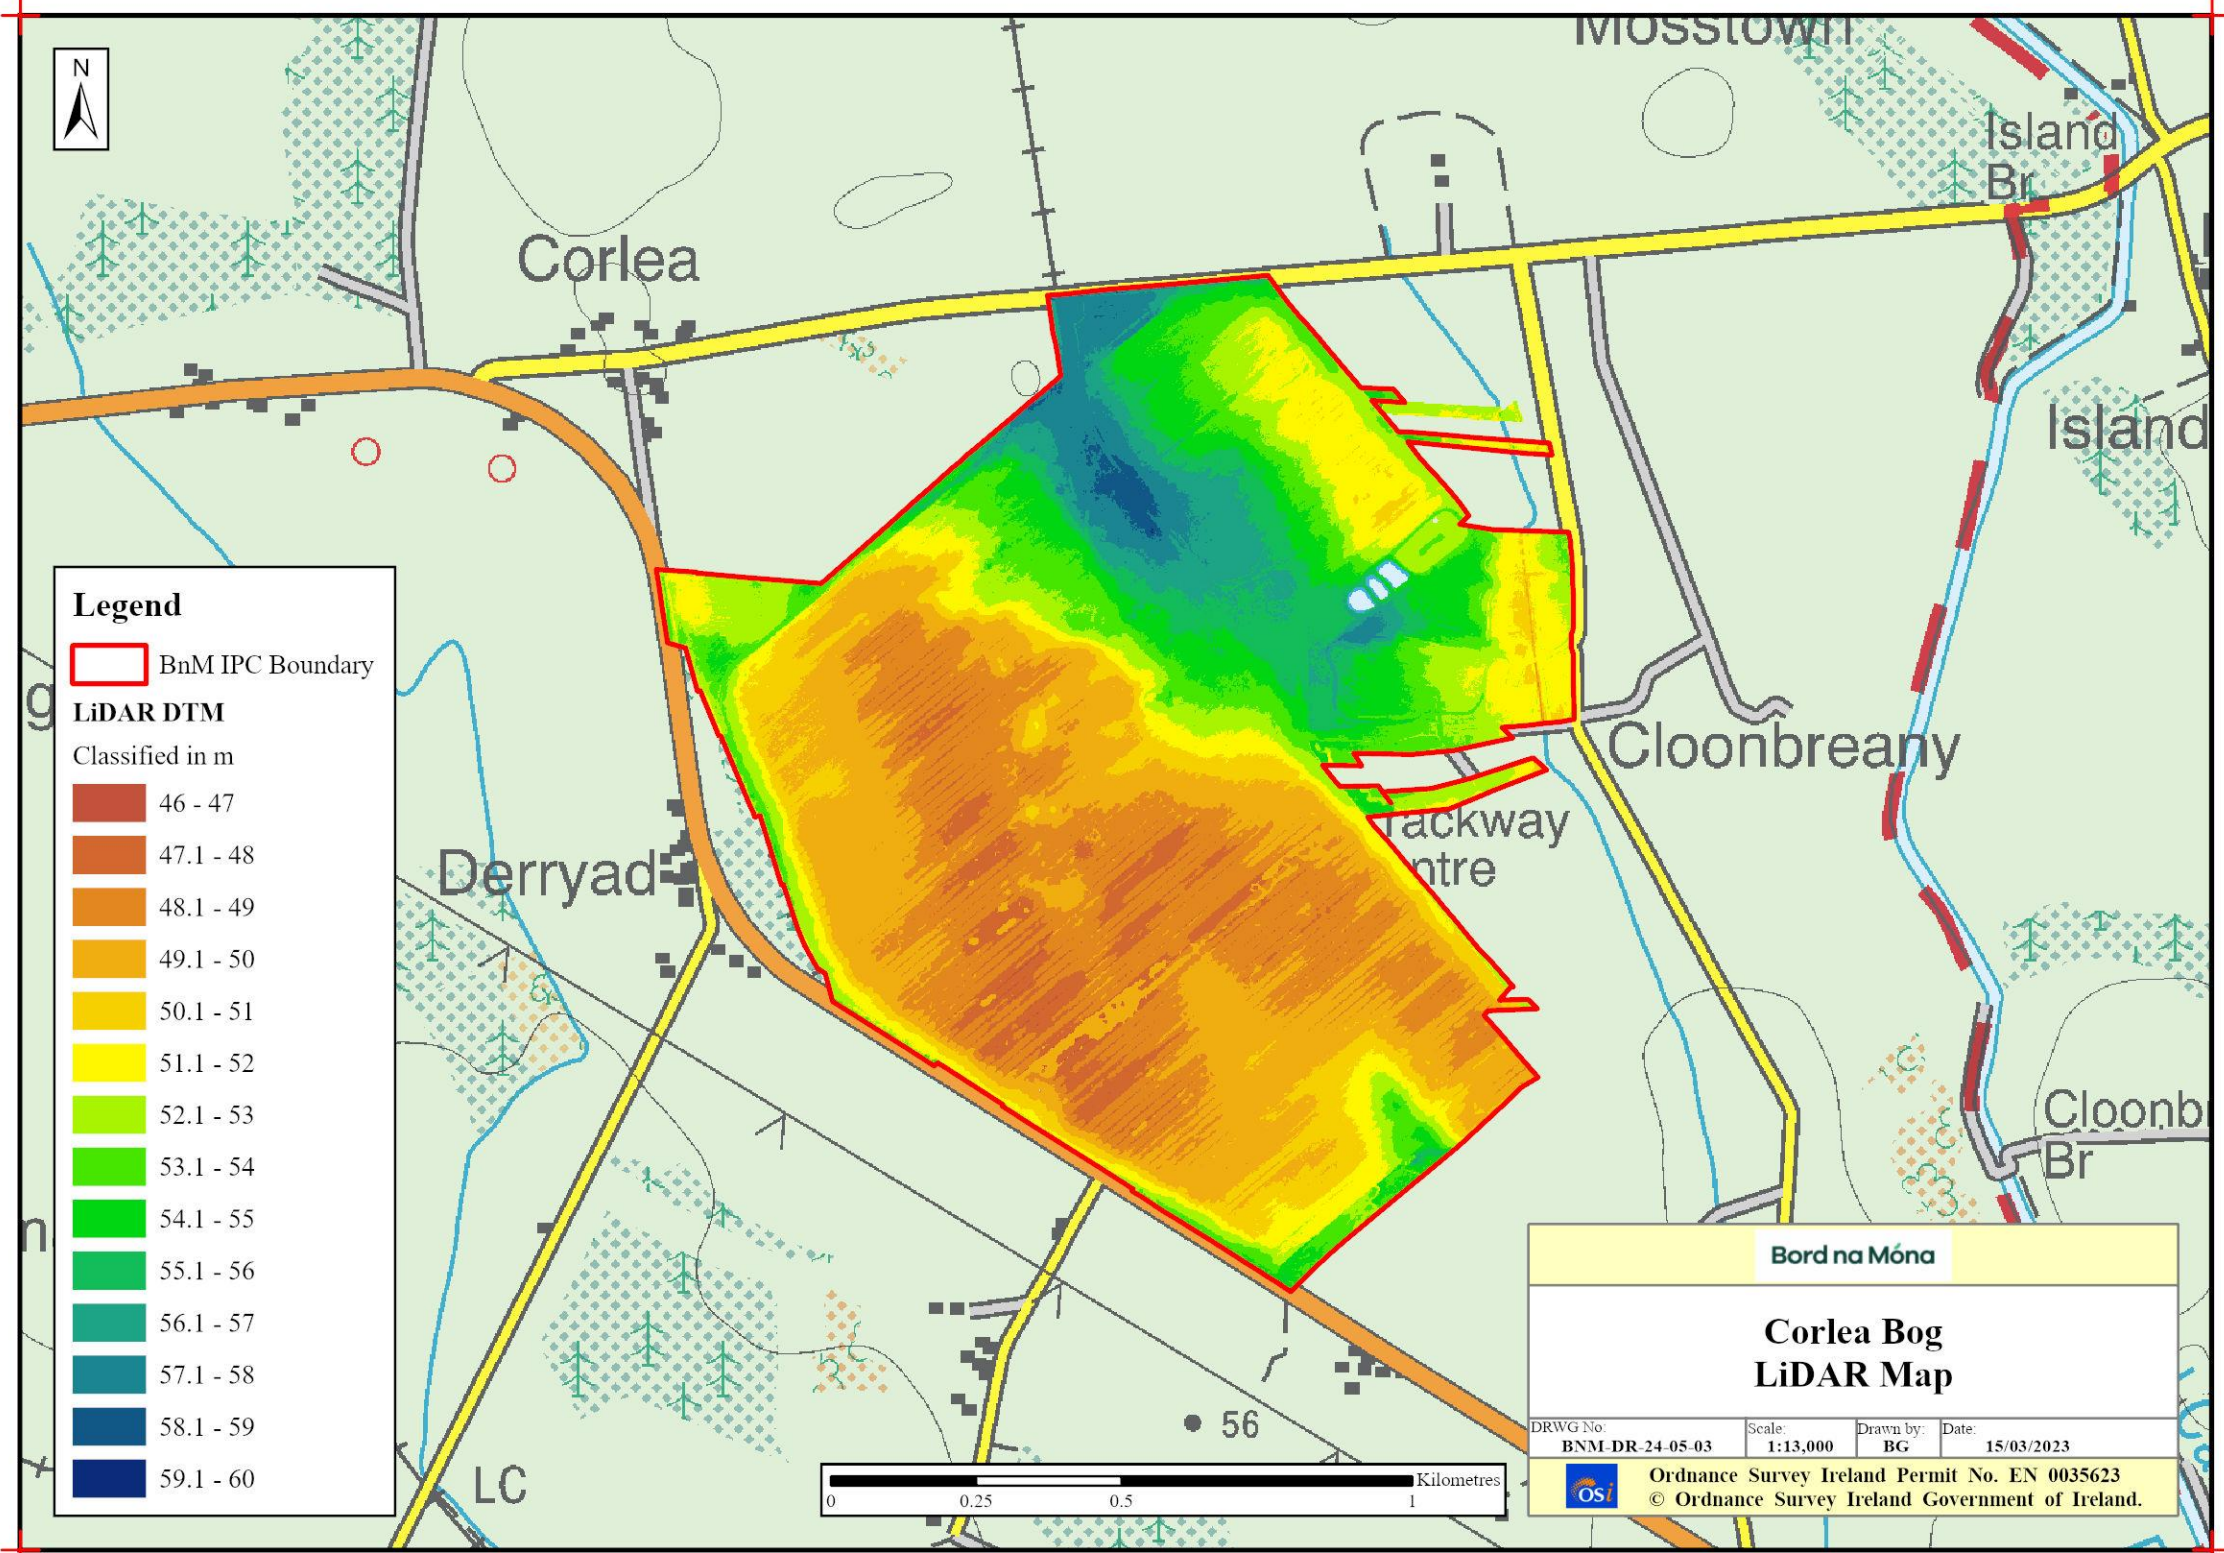 Mosstown
N
Island
Br
Corlea
Island
Legend
BnM IPC Boundary
LiDAR DTM
Classified in m
46 - 47
47.1 - 48
48.1 - 49
49.1 - 50
50.1 - 51
51.1 - 52
52.1 - 53
53.1 - 54
54.1 - 55
55.1 - 56
56.1 - 57
57.1 - 58
58.1 - 59
59.1 - 60
g
Cloonbreany
rackway
ntre
Derryad
Cloonb
Br
n
56
LC
0 0.25 0.5 1 Kilometres
Bord na Móna
Corlea Bog
LiDAR Map
DRWG No: Scale: Drawn by: Date:
BNM-DR-24-05-03 1:13,000 BG 15/03/2023
osi
Ordnance Survey Ireland Permit No. EN 0035623
© Ordnance Survey Ireland Government of Ireland.